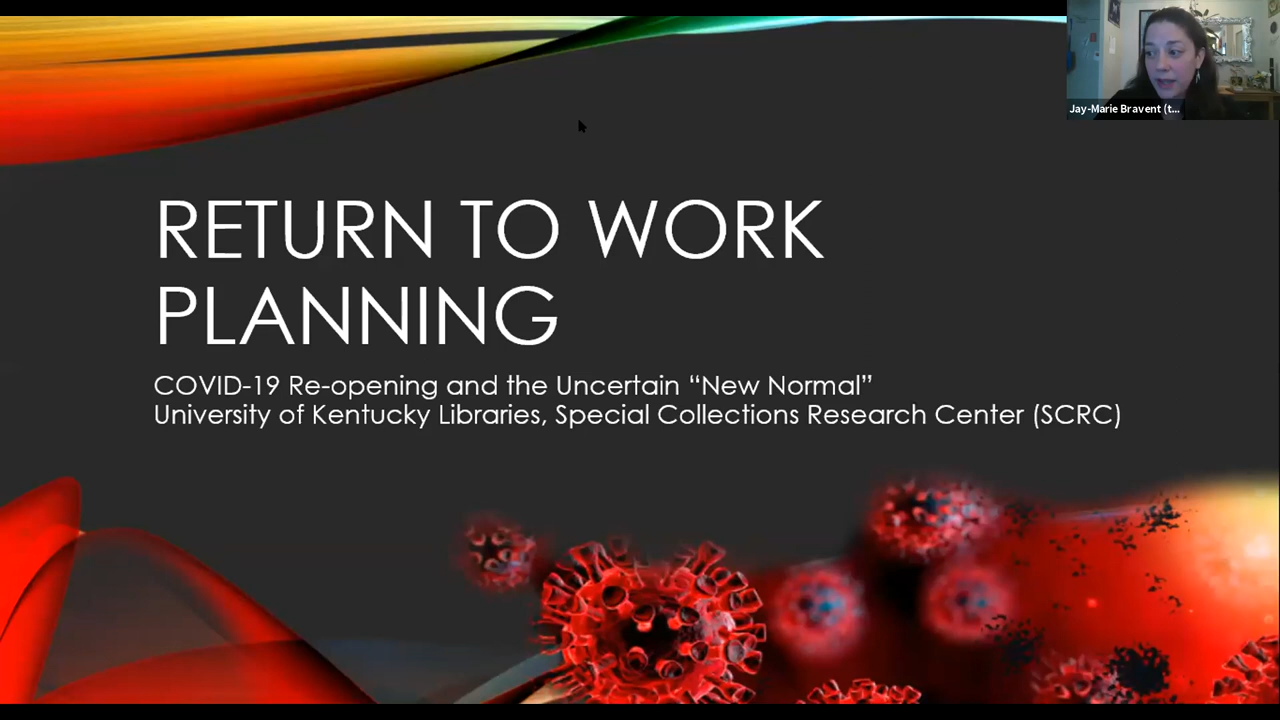 Jay-Marie Bravent (t...
RETURN TO WORK
PLANNING
COVID-19 Re-opening and the Uncertain “New Normal”
University of Kentucky Libraries, Special Collections Research Center (SCRC)